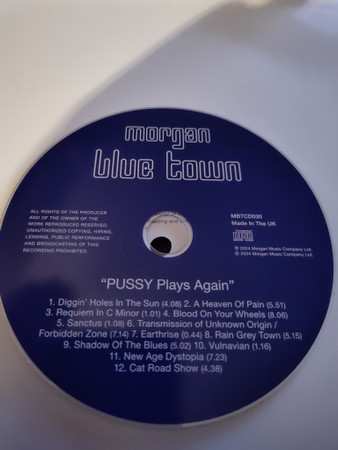 morgan
blue town
ALL RIGHTS OF THE PRODUCER
AND OF THE OWNER OF THE
WORK REPRODUCED RESERVED.
UNAUTHORISED COPYING, HIRING,
LENDING, PUBLIC PERFORMANCE
AND BROADCASTING OF THIS
RECORDING PROHIBITED.
MBTCD030
Made In The UK
℗ 2024 Morgan Music Company Ltd.
© 2024 Morgan Music Company Ltd.
"PUSSY Plays Again"
1. Diggin' Holes In The Sun (4.08) 2. A Heaven Of Pain (5.51)
3. Requiem In C Minor (1.01) 4. Blood On Your Wheels (8.06)
5. Sanctus (1.08) 6. Transmission of Unknown Origin /
Forbidden Zone (7.14) 7. Earthrise (0.44) 8. Rain Grey Town (5.15)
9. Shadow Of The Blues (5.02) 10. Vulnavian (1.16)
11. New Age Dystopia (7.23)
12. Cat Road Show (4.38)